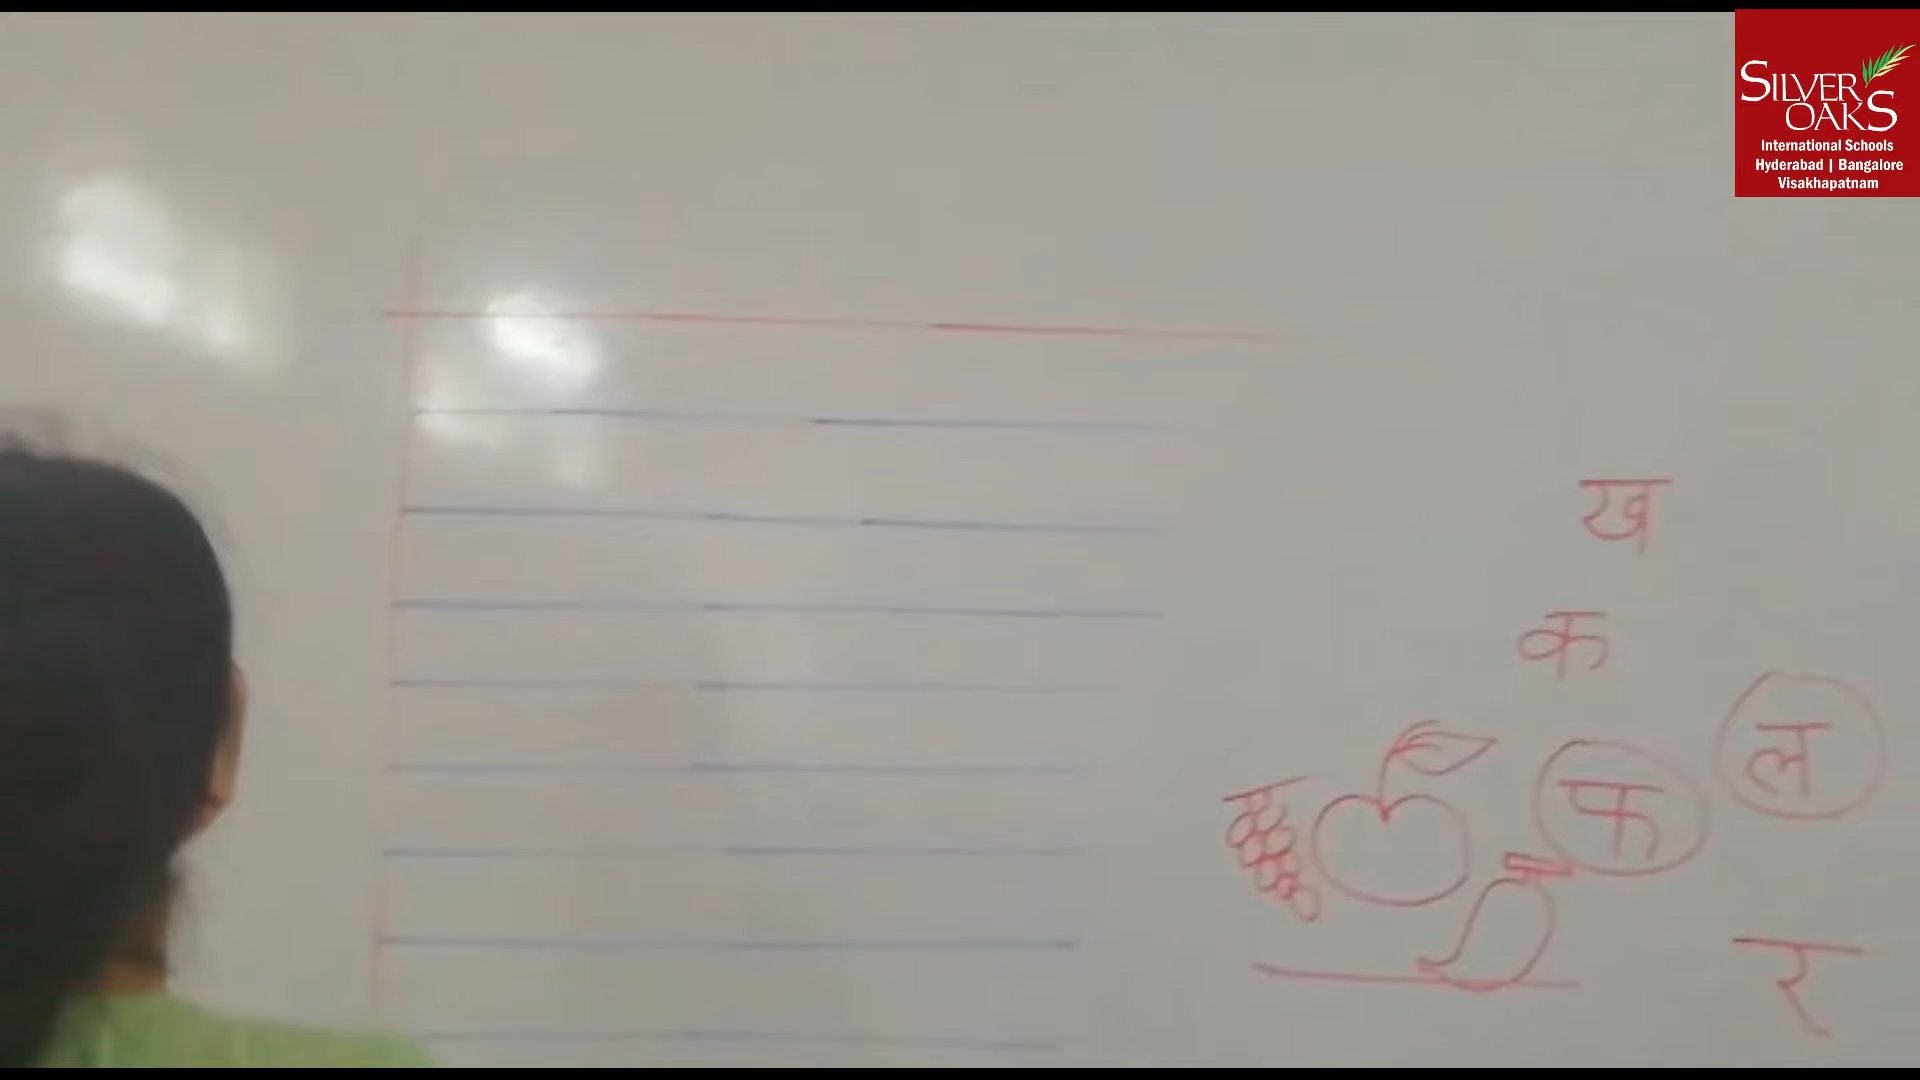 SILVER
OAKS
International Schools
Hyderabad | Bangalore
Visakhapatnam
ख
क
ल
फ
र